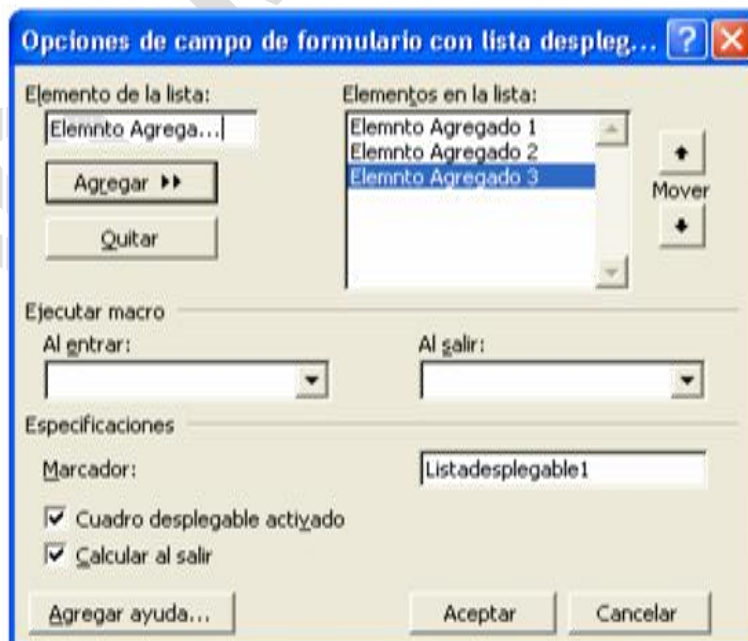 Opciones de campo de formulario con lista despleg...
Elemento de la lista:
Elementos en la lista:
Elemnto Agrega...
Elemnto Agregado 1
Elemnto Agregado 2
Elemnto Agregado 3
Agregar
Mover
Quitar
Ejecutar macro
Al entrar:
Al salir:
Especificaciones
Marcador:
Listadesplegable1
Cuadro desplegable activado
Calcular al salir
Agregar ayuda...
Aceptar
Cancelar